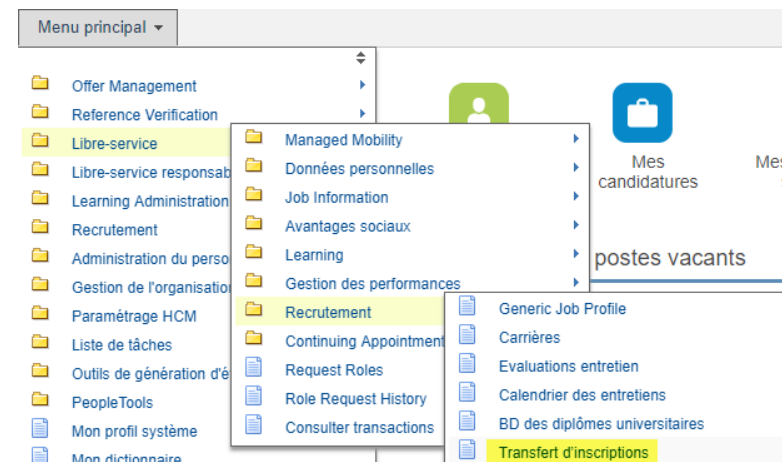 Menu principal
Offer Management
Reference Verification
Libre-service
Libre-service responsab
Learning Administration
Recrutement
Administration du perso
Gestion de l'organisation
Paramétrage HCM
Liste de tâches
Outils de génération d'é
PeopleTools
Mon profil système
Mon dictionnaire
Managed Mobility
Données personnelles
Job Information
Avantages sociaux
Learning
Gestion des performances
Recrutement
Continuing Appointment
Request Roles
Role Request History
Consulter transactions
Generic Job Profile
Carrières
Evaluations entretien
Calendrier des entretiens
BD des diplômes universitaires
Transfert d'inscriptions
Mes
candidatures
Mes
postes vacants